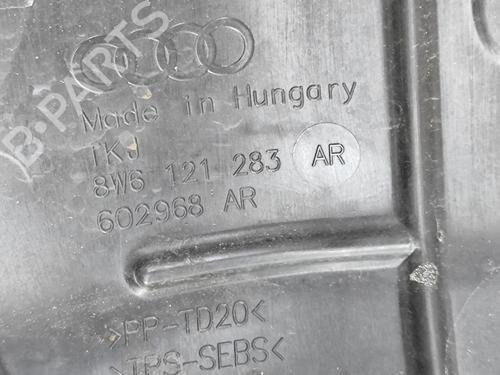 B-PARTS
Made in Hungary
TKJ
8W6 121 283 AR
602968 AR
>PP-TD20<
>TPS-SEBS<